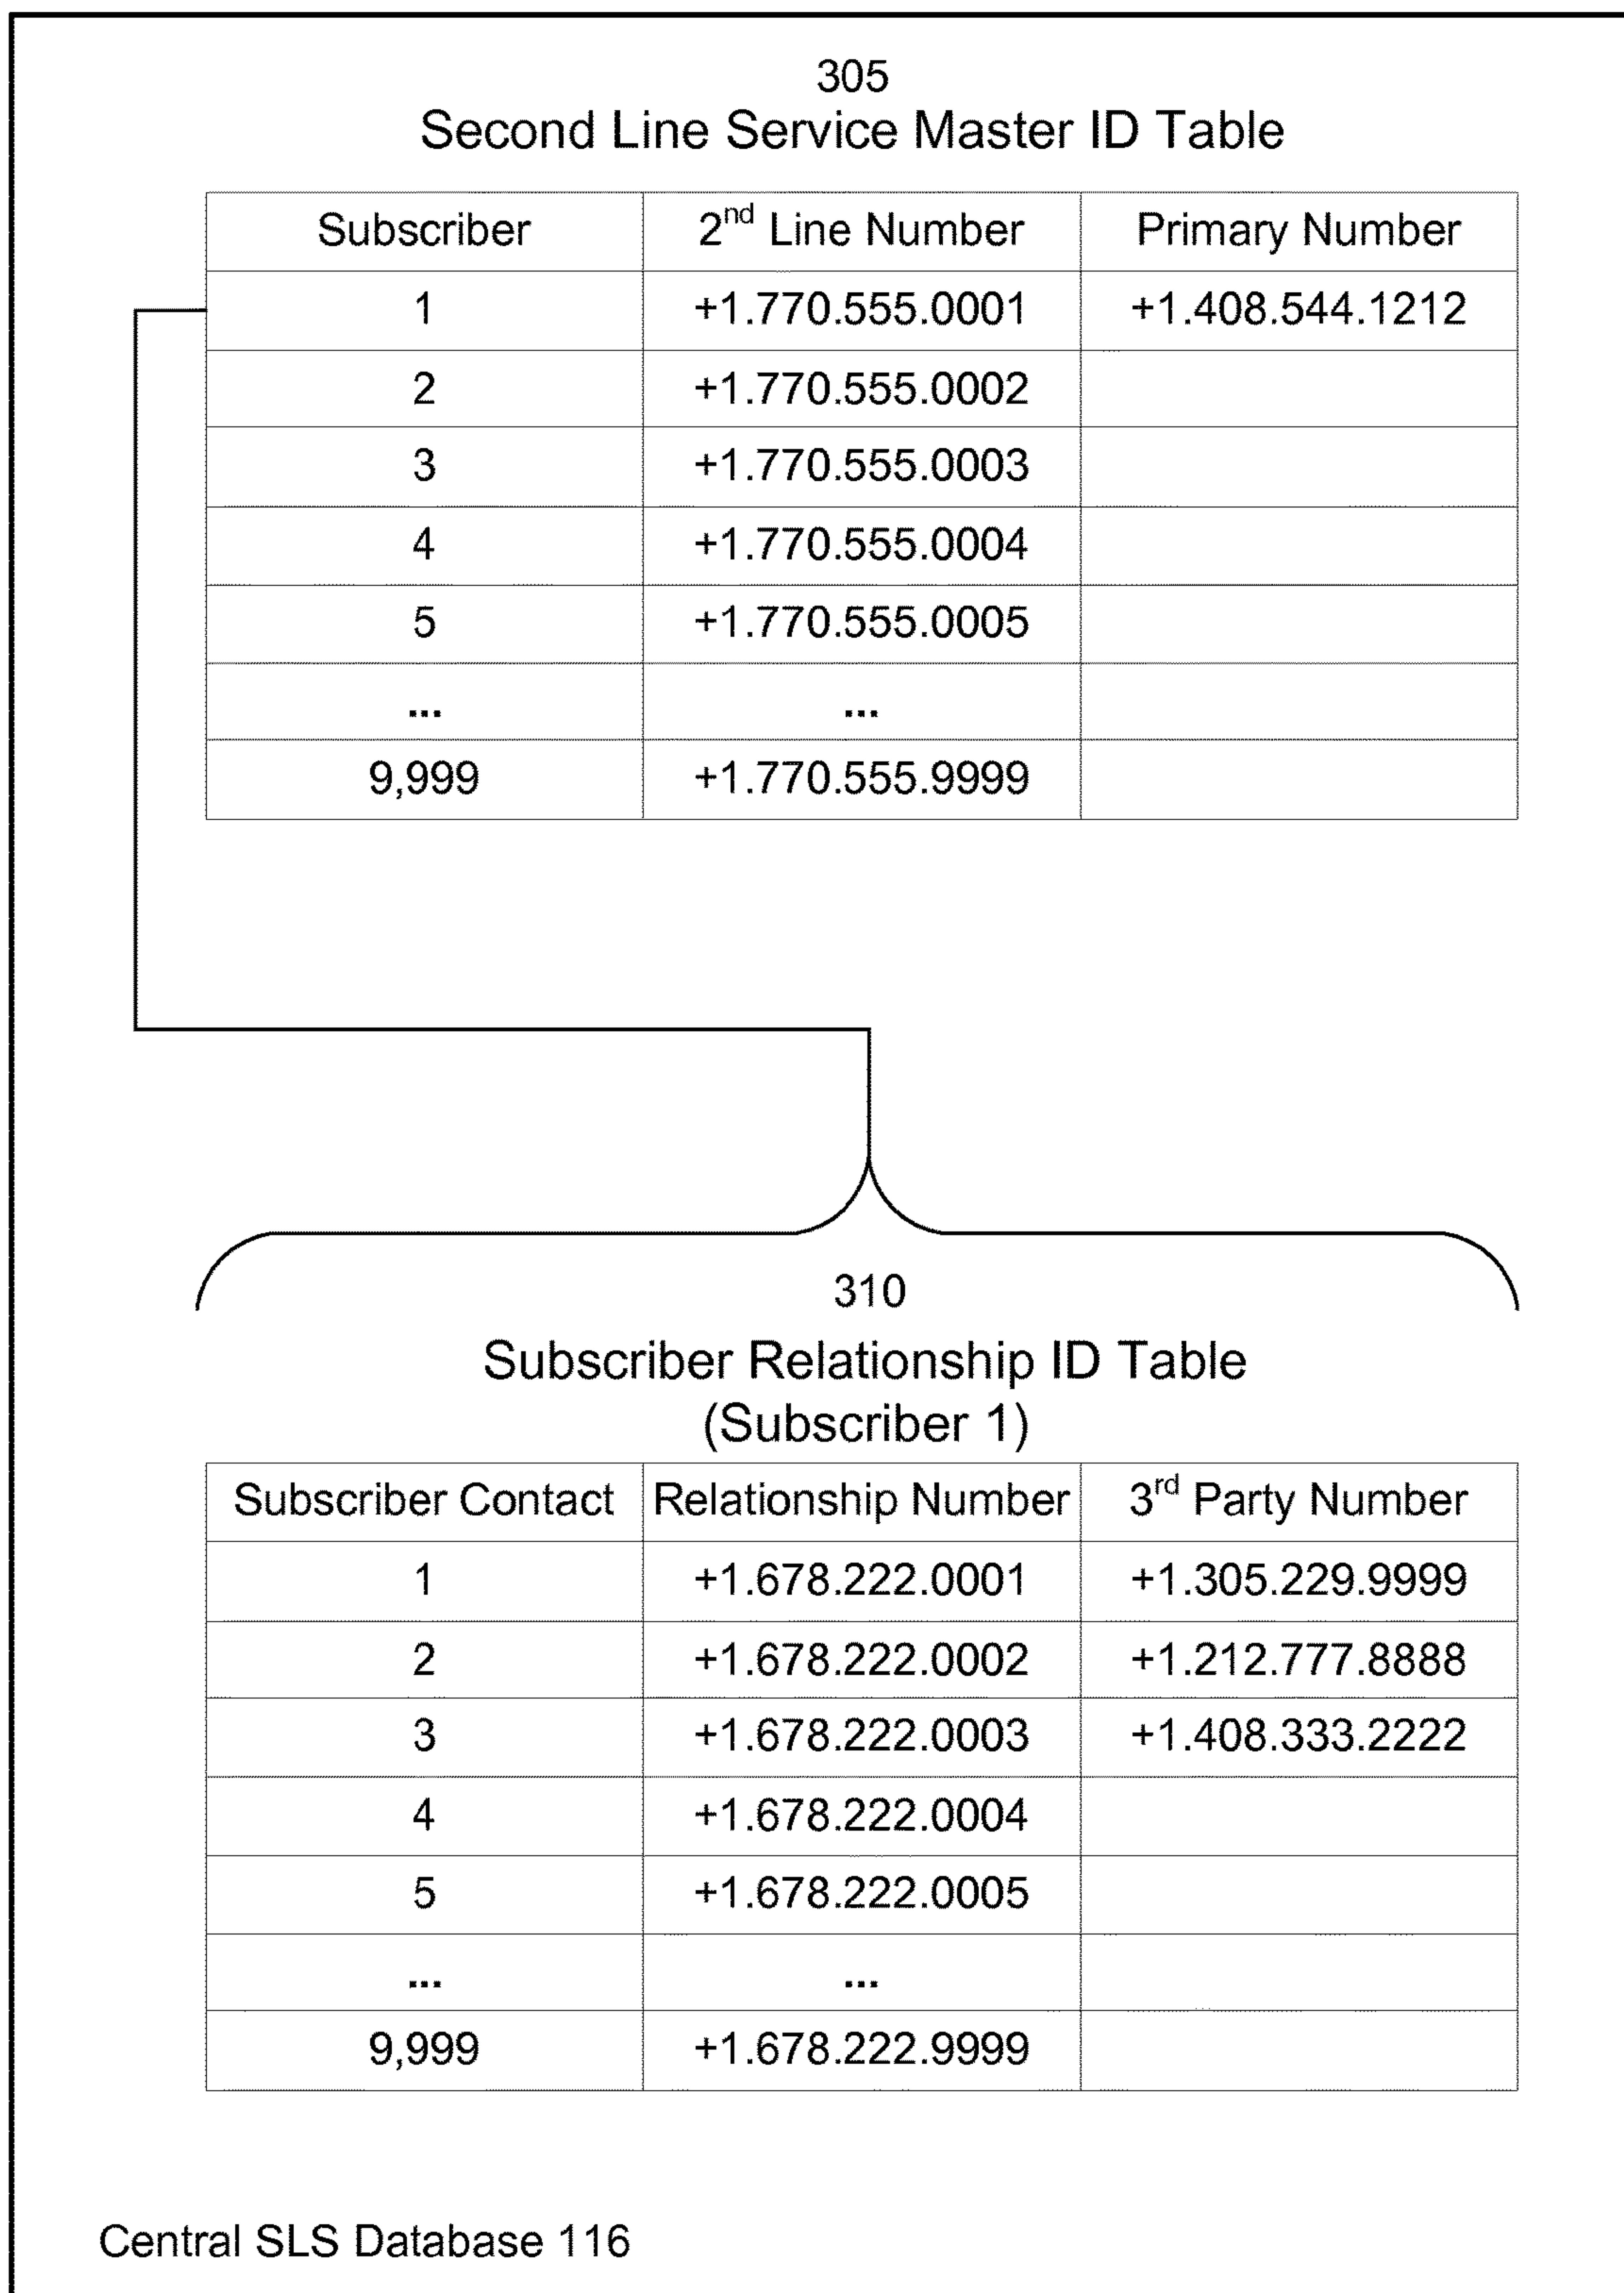 305
Second Line Service Master ID Table
Subscriber 2nd Line Number Primary Number
1 +1.770.555.0001 +1.408.544.1212
2 +1.770.555.0002
3 +1.770.555.0003
4 +1.770.555.0004
5 +1.770.555.0005
... ...
9,999 +1.770.555.9999
310
Subscriber Relationship ID Table
(Subscriber 1)
Subscriber Contact Relationship Number 3rd Party Number
1 +1.678.222.0001 +1.305.229.9999
2 +1.678.222.0002 +1.212.777.8888
3 +1.678.222.0003 +1.408.333.2222
4 +1.678.222.0004
5 +1.678.222.0005
... ...
9,999 +1.678.222.9999
Central SLS Database 116